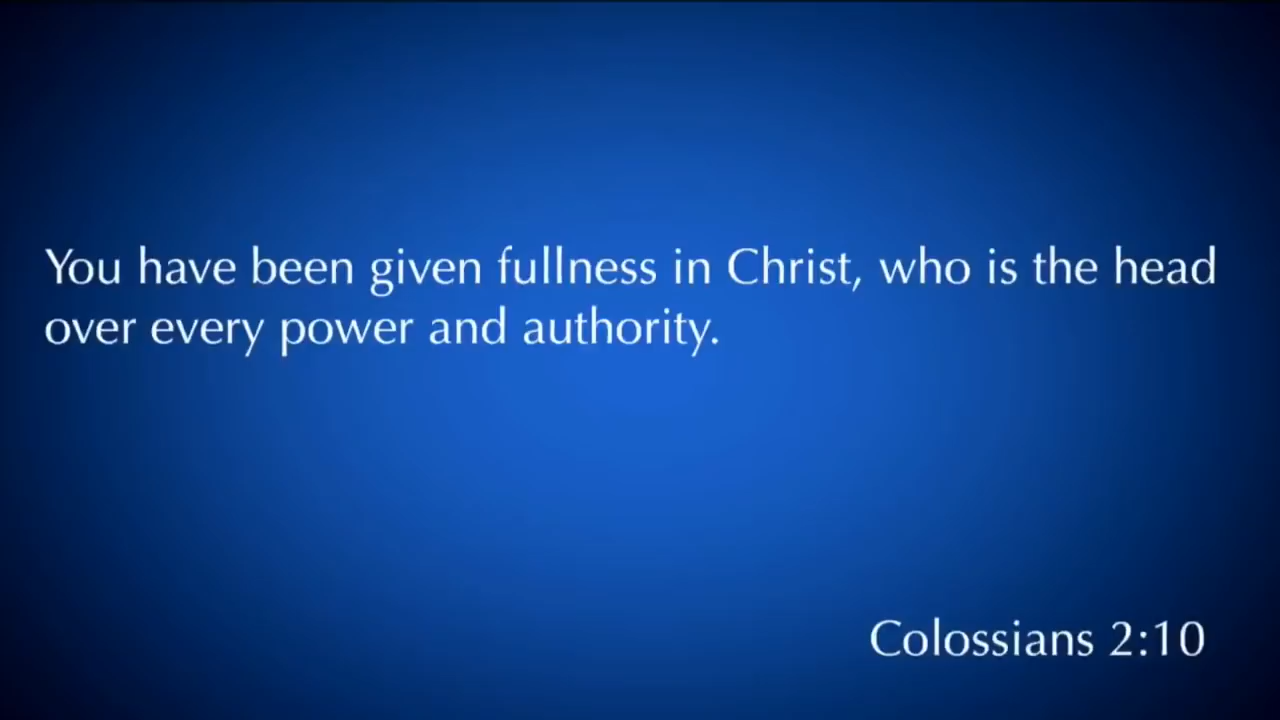 You have been given fullness in Christ, who is the head
over every power and authority.
Colossians 2:10